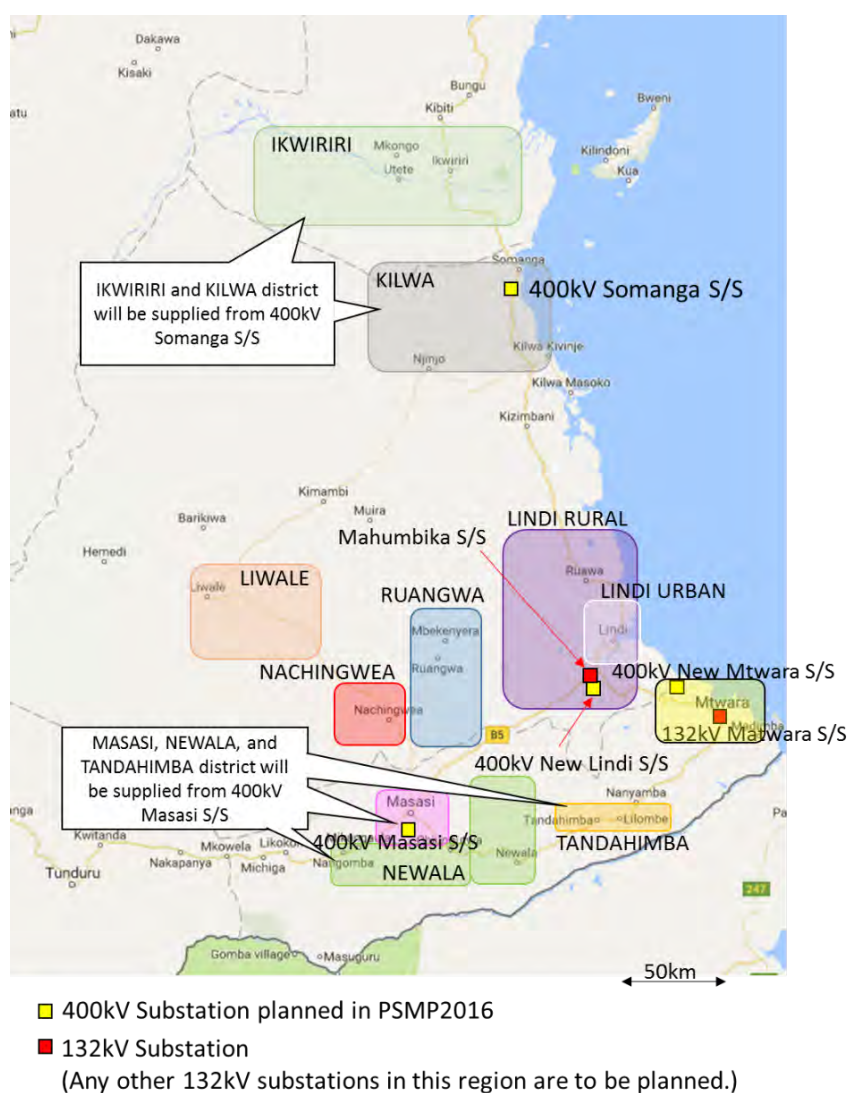 Dakawa
Kisaki
Bungu
Bweni
atu
Kibiti
IKWIRIRI
Mkongo
Ikwiriri
Utete
Kilindoni
Kua
IKWIRIRI and KILWA district
will be supplied from 400kV
Somanga S/S
Somanga
KILWA
400kV Somanga S/S
Kilwa Kivinje
Njinjo
Kilwa Masoko
Kizimbani
Kimambi
Muira
Barikiwa
LINDI RURAL
Mahumbika S/S
Hemedi
LIWALE
Liwale
Ruawa
RUANGWA
LINDI URBAN
Mbekenyera
Lindi
Ruangwa
NACHINGWEA
400kV New Mtwara S/S
Nachingwea
Mtwara
B5
132kV Matwara S/S
MASASI, NEWALA, and
TANDAHIMBA district will
be supplied from 400kV
Masasi S/S
400kV New Lindi S/S
Masasi
Nanyamba
Tandahimba
Lilombe
400kV Masasi S/S
TANDAHIMBA
Kwitanda
Mkowela
Nakapanya
Michiga
Nangomba
Newala
NEWALA
Tunduru
247
Gomba village
Masuguru
50km
400kV Substation planned in PSMP2016
132kV Substation
(Any other 132kV substations in this region are to be planned.)